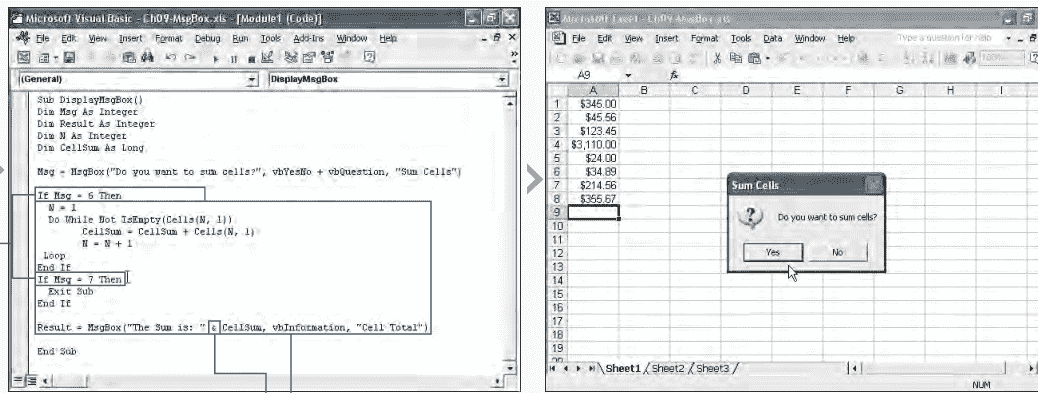 Microsoft Visual Basic - Ch09-MsgBox.xls - [Module1 (Code)]
File Edit View Insert Format Debug Run Tools Add-Ins Window Help
(General) DisplayMsgBox
Sub DisplayMsgBox()
Dim Msg As Integer
Dim Result As Integer
Dim N As Integer
Dim CellSum As Long
Msg = MsgBox("Do you want to sum cells?", vbYesNo + vbQuestion, "Sum Cells")
If Msg = 6 Then
N = 1
Do While Not IsEmpty(Cells(N, 1))
CellSum = CellSum + Cells(N, 1)
N = N + 1
Loop
End If
If Msg = 7 Then
Exit Sub
End If
Result = MsgBox("The Sum is: " & CellSum, vbInformation, "Cell Total")
End Sub
Microsoft Excel - Ch09-MsgBox.xls
File Edit View Insert Format Tools Data Window Help Type a question for help
A9 fx
A B C D E F G H I
1 $345.00
2 $45.56
3 $123.45
4 $3,110.00
5 $24.00
6 $34.89
7 $214.56
8 $355.67
9
10
11
12
13
14
15
16
17
18
19
20
Sum Cells
Do you want to sum cells?
Yes No
Sheet1 / Sheet2 / Sheet3 /
NUM